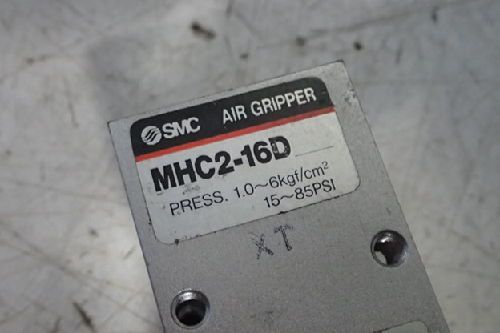 SMC AIR GRIPPER
MHC2-16D
PRESS. 1.0~6kgf/cm²
15~85PSI
XT